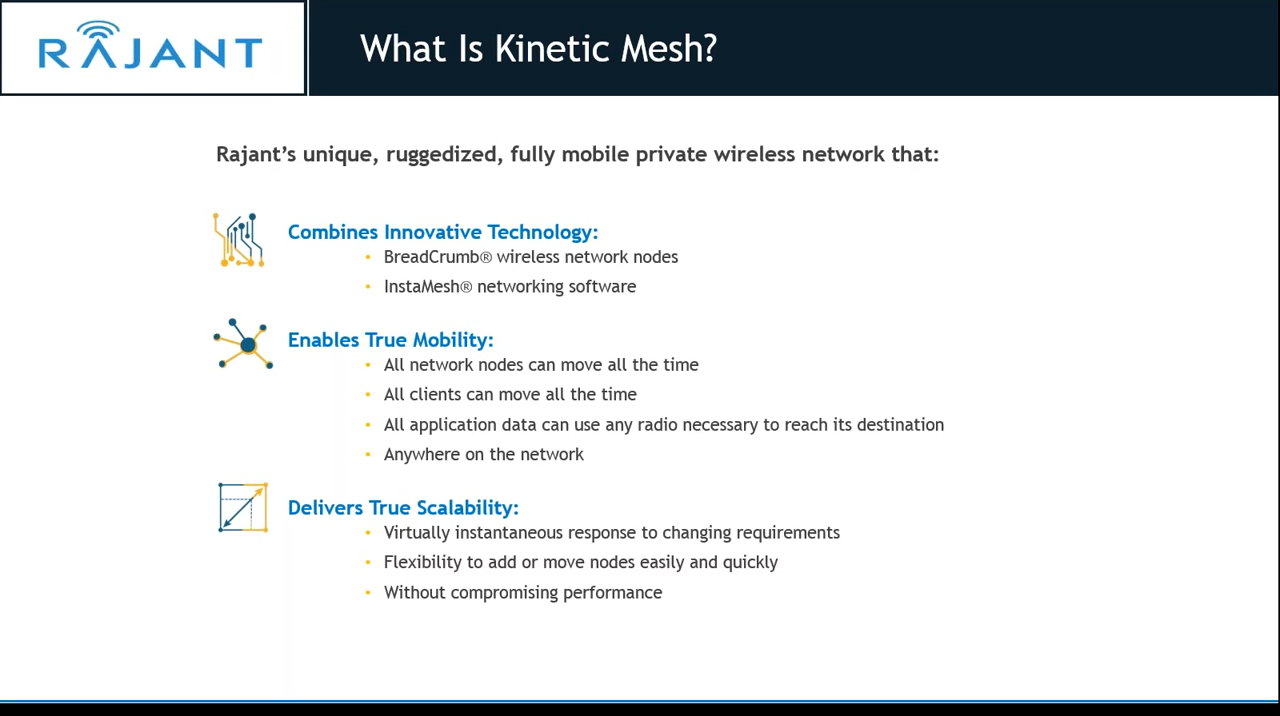 RAJANT
What Is Kinetic Mesh?
Rajant’s unique, ruggedized, fully mobile private wireless network that:
Combines Innovative Technology:
• BreadCrumb® wireless network nodes
• InstaMesh® networking software
Enables True Mobility:
• All network nodes can move all the time
• All clients can move all the time
• All application data can use any radio necessary to reach its destination
• Anywhere on the network
Delivers True Scalability:
• Virtually instantaneous response to changing requirements
• Flexibility to add or move nodes easily and quickly
• Without compromising performance